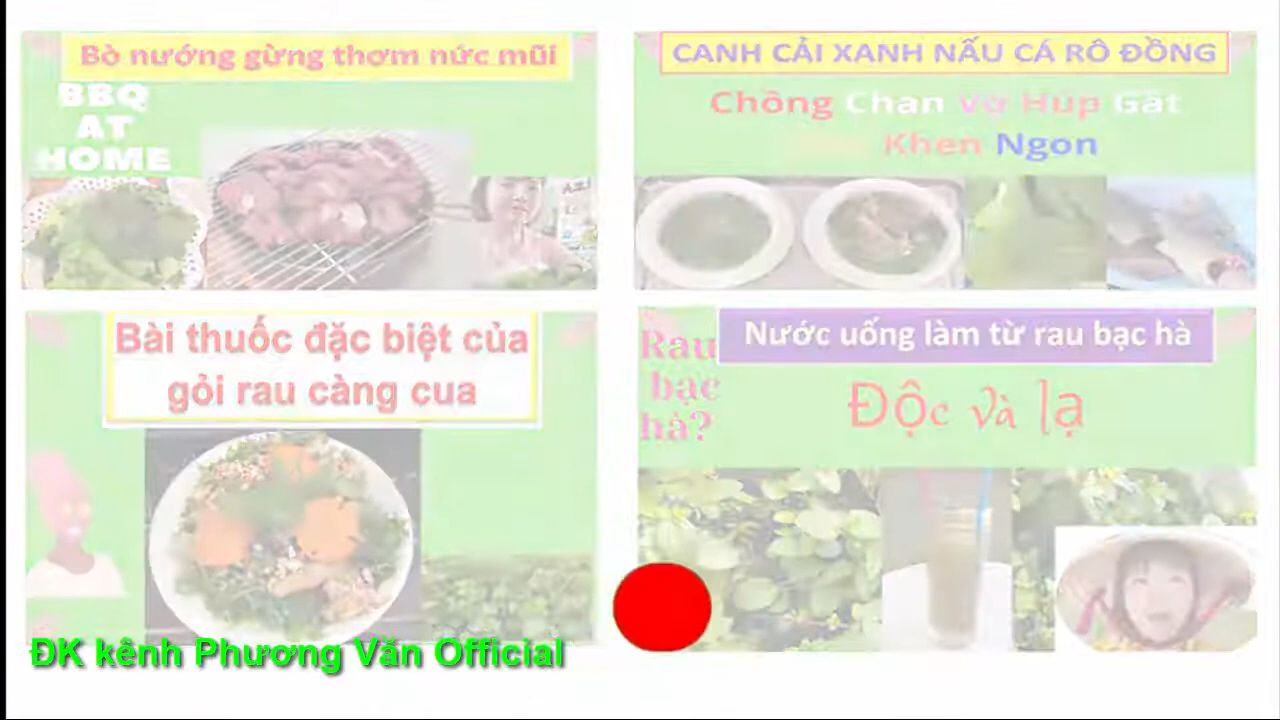 Bò nướng gừng thơm nức mũi
BBQ
AT
HOME
CANH CẢI XANH NẤU CÁ RÔ ĐỒNG
Chồng Chan Vợ Húp Gật
Khen Ngon
Bài thuốc đặc biệt của
gỏi rau càng cua
Rau
bạc
hà?
Nước uống làm từ rau bạc hà
Độc và lạ
ĐK kênh Phương Văn Official